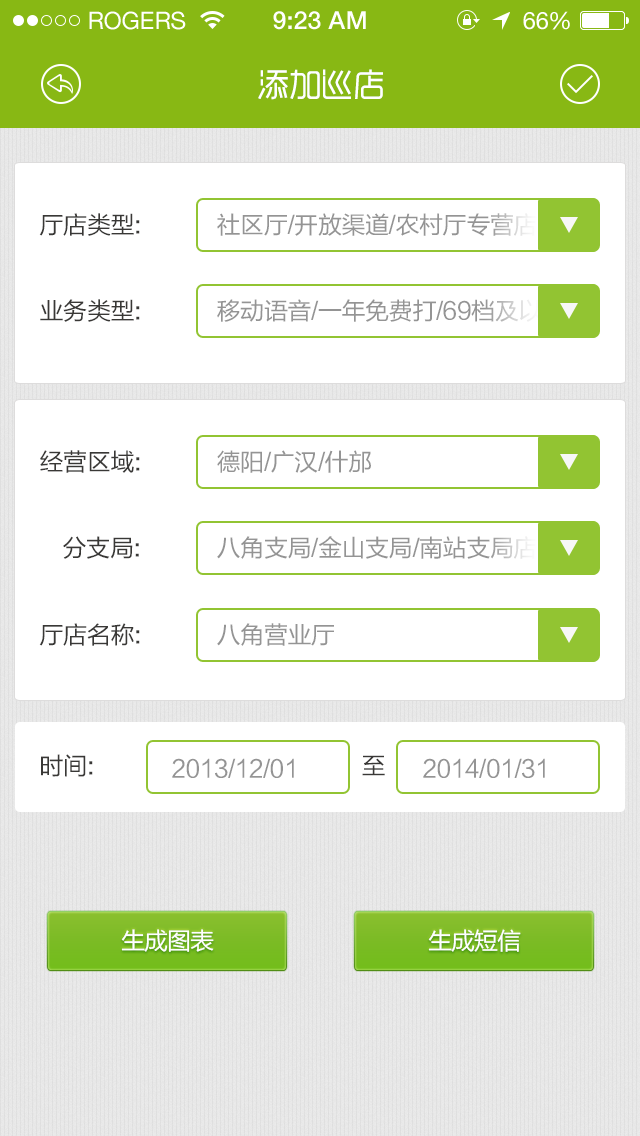 ROGERS 9:23 AM 66%
添加巡店
厅店类型: 社区厅/开放渠道/农村厅专营店
业务类型: 移动语音/一年免费打/69档及以
经营区域: 德阳/广汉/什邡
分支局: 八角支局/金山支局/南站支局店
厅店名称: 八角营业厅
时间: 2013/12/01 至 2014/01/31
生成图表 生成短信